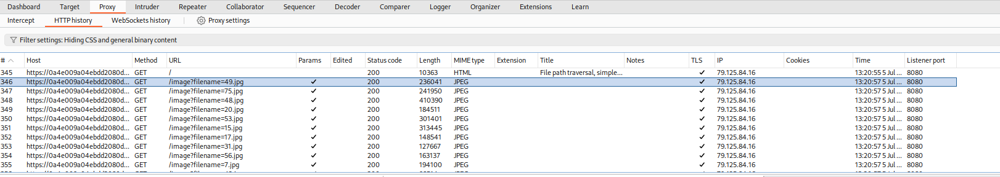 Dashboard Target Proxy Intruder Repeater Collaborator Sequencer Decoder Comparer Logger Organizer Extensions Learn
Intercept HTTP history WebSockets history Proxy settings
Filter settings: Hiding CSS and general binary content
# Host Method URL Params Edited Status code Length MIME type Extension Title Notes TLS IP Cookies Time Listener port
345 https://0a4e009a04ebdd2080d... GET / 200 10363 HTML File path traversal, simple... ✓ 79.125.84.16 13:20:55 5 Jul ... 8080
346 https://0a4e009a04ebdd2080d... GET /image?filename=49.jpg ✓ 200 236041 JPEG ✓ 79.125.84.16 13:20:57 5 Jul ... 8080
347 https://0a4e009a04ebdd2080d... GET /image?filename=75.jpg ✓ 200 241950 JPEG ✓ 79.125.84.16 13:20:57 5 Jul ... 8080
348 https://0a4e009a04ebdd2080d... GET /image?filename=48.jpg ✓ 200 410390 JPEG ✓ 79.125.84.16 13:20:57 5 Jul ... 8080
349 https://0a4e009a04ebdd2080d... GET /image?filename=20.jpg ✓ 200 184511 JPEG ✓ 79.125.84.16 13:20:57 5 Jul ... 8080
350 https://0a4e009a04ebdd2080d... GET /image?filename=53.jpg ✓ 200 301401 JPEG ✓ 79.125.84.16 13:20:57 5 Jul ... 8080
351 https://0a4e009a04ebdd2080d... GET /image?filename=15.jpg ✓ 200 313445 JPEG ✓ 79.125.84.16 13:20:57 5 Jul ... 8080
352 https://0a4e009a04ebdd2080d... GET /image?filename=17.jpg ✓ 200 148541 JPEG ✓ 79.125.84.16 13:20:57 5 Jul ... 8080
353 https://0a4e009a04ebdd2080d... GET /image?filename=31.jpg ✓ 200 127667 JPEG ✓ 79.125.84.16 13:20:57 5 Jul ... 8080
354 https://0a4e009a04ebdd2080d... GET /image?filename=56.jpg ✓ 200 163137 JPEG ✓ 79.125.84.16 13:20:57 5 Jul ... 8080
355 https://0a4e009a04ebdd2080d... GET /image?filename=7.jpg ✓ 200 194100 JPEG ✓ 79.125.84.16 13:20:57 5 Jul ... 8080